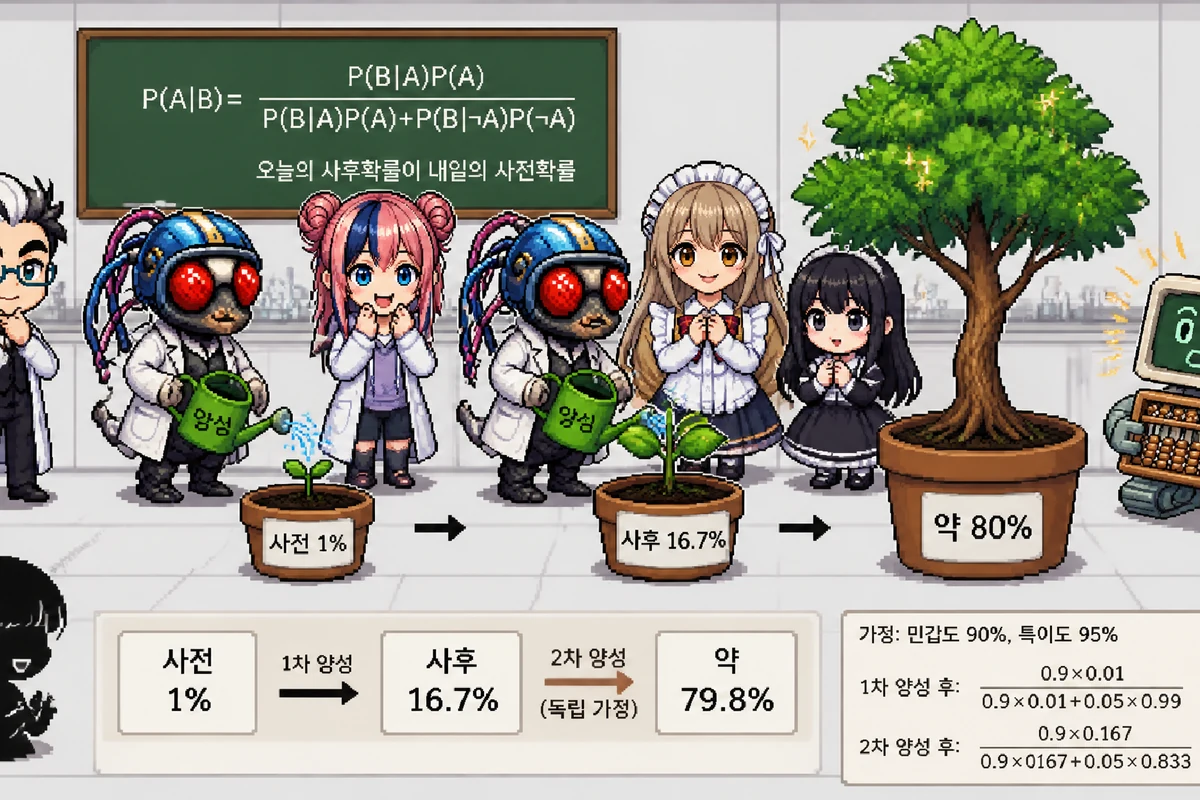 P(A|B)=
P(B|A)P(A)
P(B|A)P(A)+P(B|¬A)P(¬A)
오늘의 사후확률이 내일의 사전확률
양성
양성
사전 1%
사후 16.7%
약 80%
사전
1%
1차 양성
사후
16.7%
2차 양성
(독립 가정)
약
79.8%
가정: 민감도 90%, 특이도 95%
1차 양성 후:
0.9×0.01
0.9×0.01+0.05×0.99
2차 양성 후:
0.9×0.167
0.9×0167+0.05×0.833